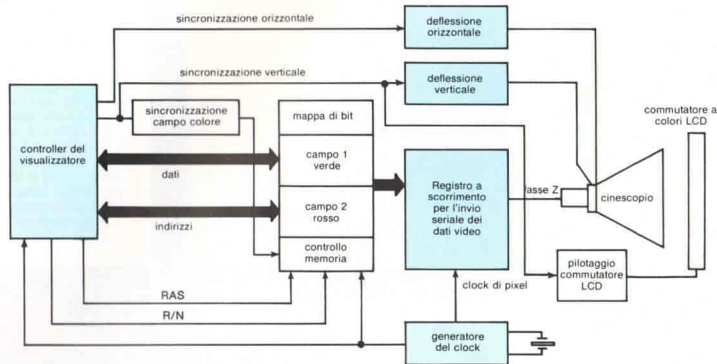 sincronizzazione orizzontale
deflessione
orizzontale
sincronizzazione verticale
deflessione
verticale
commutatore a
colori LCD
controller del
visualizzatore
sincronizzazione
campo colore
mappa di bit
campo 1
verde
dati
campo 2
rosso
indirizzi
controllo
memoria
Registro a
scorrimento
per l'invio
seriale dei
dati video
asse Z
cinescopio
pilotaggio
commutatore
LCD
clock di pixel
RAS
R/N
generatore
del clock